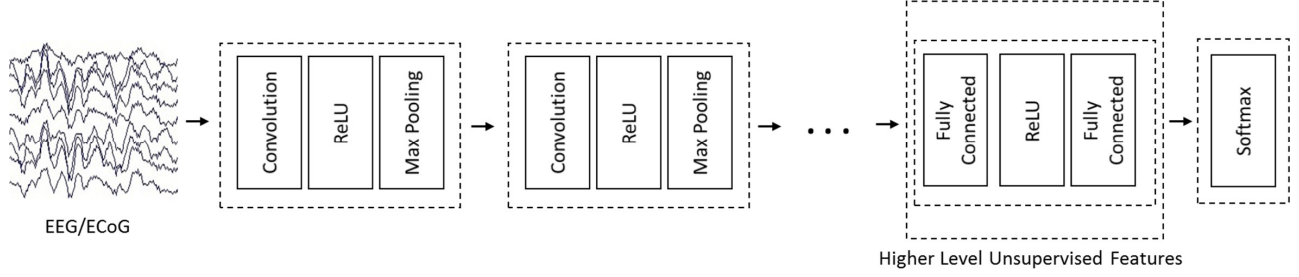 EEG/ECoG
Convolution
ReLU
Max Pooling
Convolution
ReLU
Max Pooling
. . .
Fully
Connected
ReLU
Fully
Connected
Higher Level Unsupervised Features
Softmax